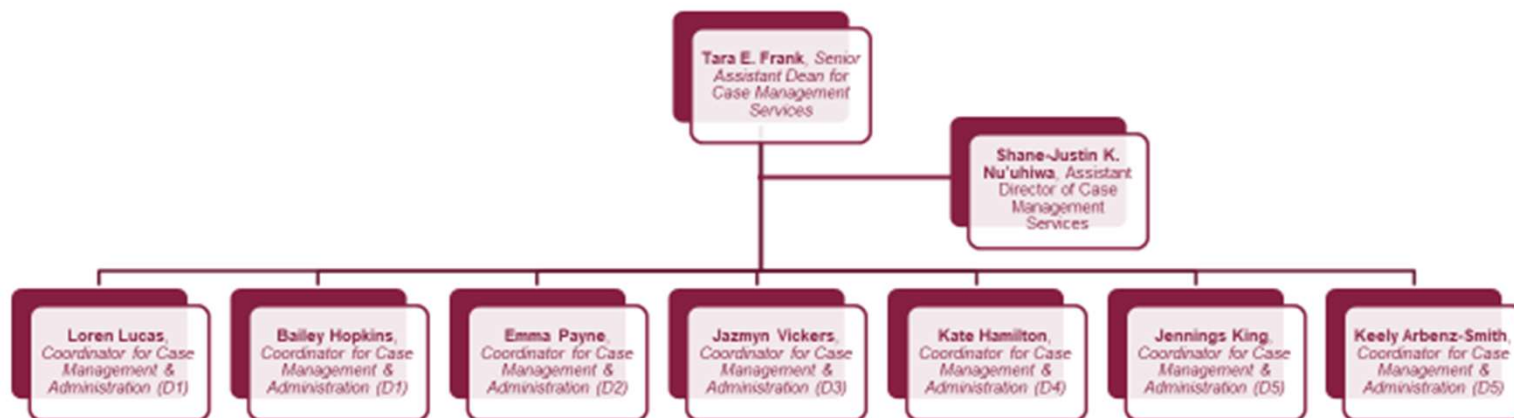 Tara E. Frank, Senior
Assistant Dean for
Case Management
Services
Shane-Justin K.
Nu'uhiwa, Assistant
Director of Case
Management
Services
Loren Lucas,
Coordinator for Case
Management &
Administration (D1)
Bailey Hopkins,
Coordinator for Case
Management &
Administration (D1)
Emma Payne,
Coordinator for Case
Management &
Administration (D2)
Jazmyn Vickers,
Coordinator for Case
Management &
Administration (D3)
Kate Hamilton,
Coordinator for Case
Management &
Administration (D4)
Jennings King,
Coordinator for Case
Management &
Administration (D5)
Keely Arbenz-Smith,
Coordinator for Case
Management &
Administration (D5)